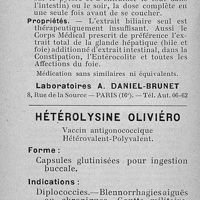 l'intestin) ou le soir, la dose complète en
une seule fois avant de se coucher.
Propriétés. — L'extrait biliaire seul est
thérapeutiquement insuffisant. Aussi le
Corps Médical prescrit de préférence l'ex-
trait total de la glande hépatique (bile et
foie) additionné d'extrait intestinal, dans la
Constipation, l'Entérocolite et toutes les
Affections du foie.
Médication sans similaires ni équivalents.
Laboratoires A. DANIEL-BRUNET
8, Rue de la Source — PARIS (16e). — Tél. Aut. 06-62
HÉTÉROLYSINE OLIVIÉRO
Vaccin antigonococcique
Hétérovalent-Polyvalent.
Forme :
Capsules glutinisées pour ingestion
buccale.
Indications :
Diplococcies.—Blennorrhagies aiguës